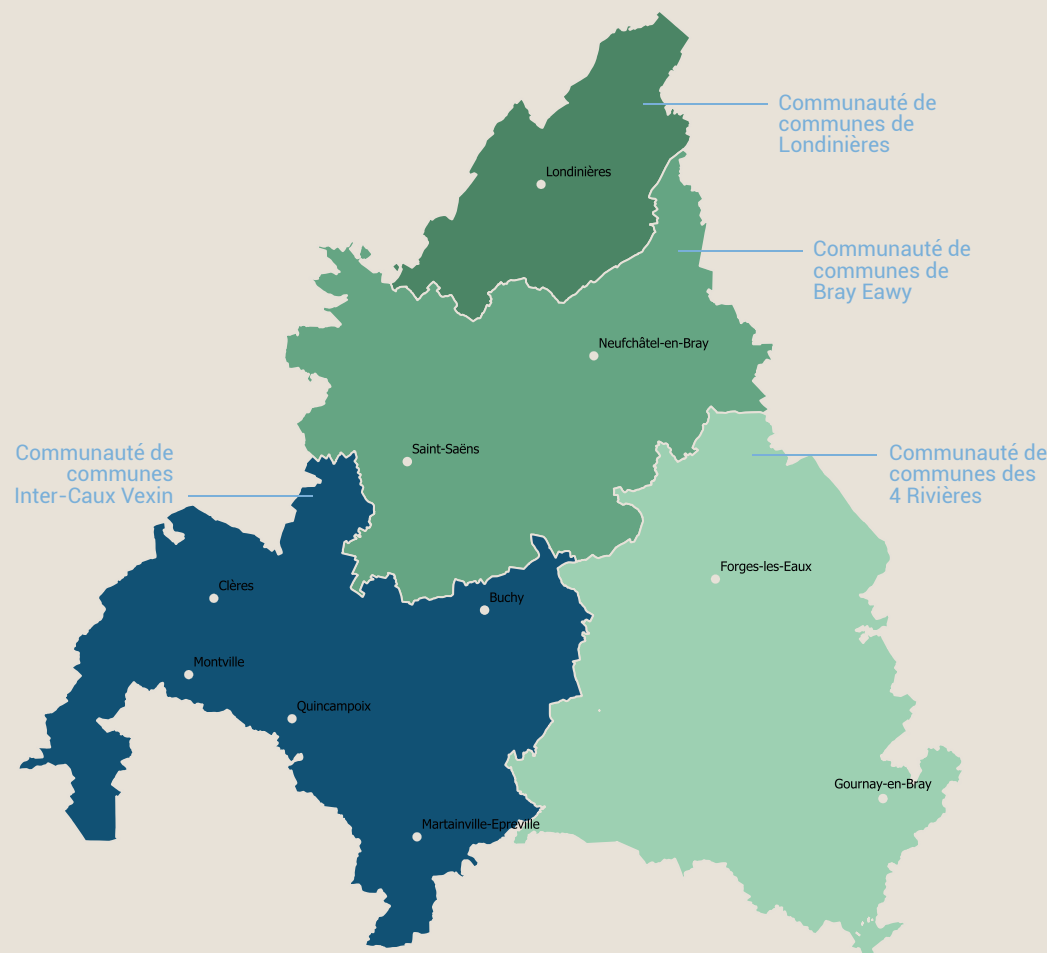 Communauté de
communes de
Londinières
Londinières
Communauté de
communes de
Bray Eawy
Neufchâtel-en-Bray
Saint-Saëns
Communauté de
communes
Inter-Caux Vexin
Communauté de
communes des
4 Rivières
Forges-les-Eaux
Clères
Buchy
Montville
Quincampoix
Gournay-en-Bray
Martainville-Epreville